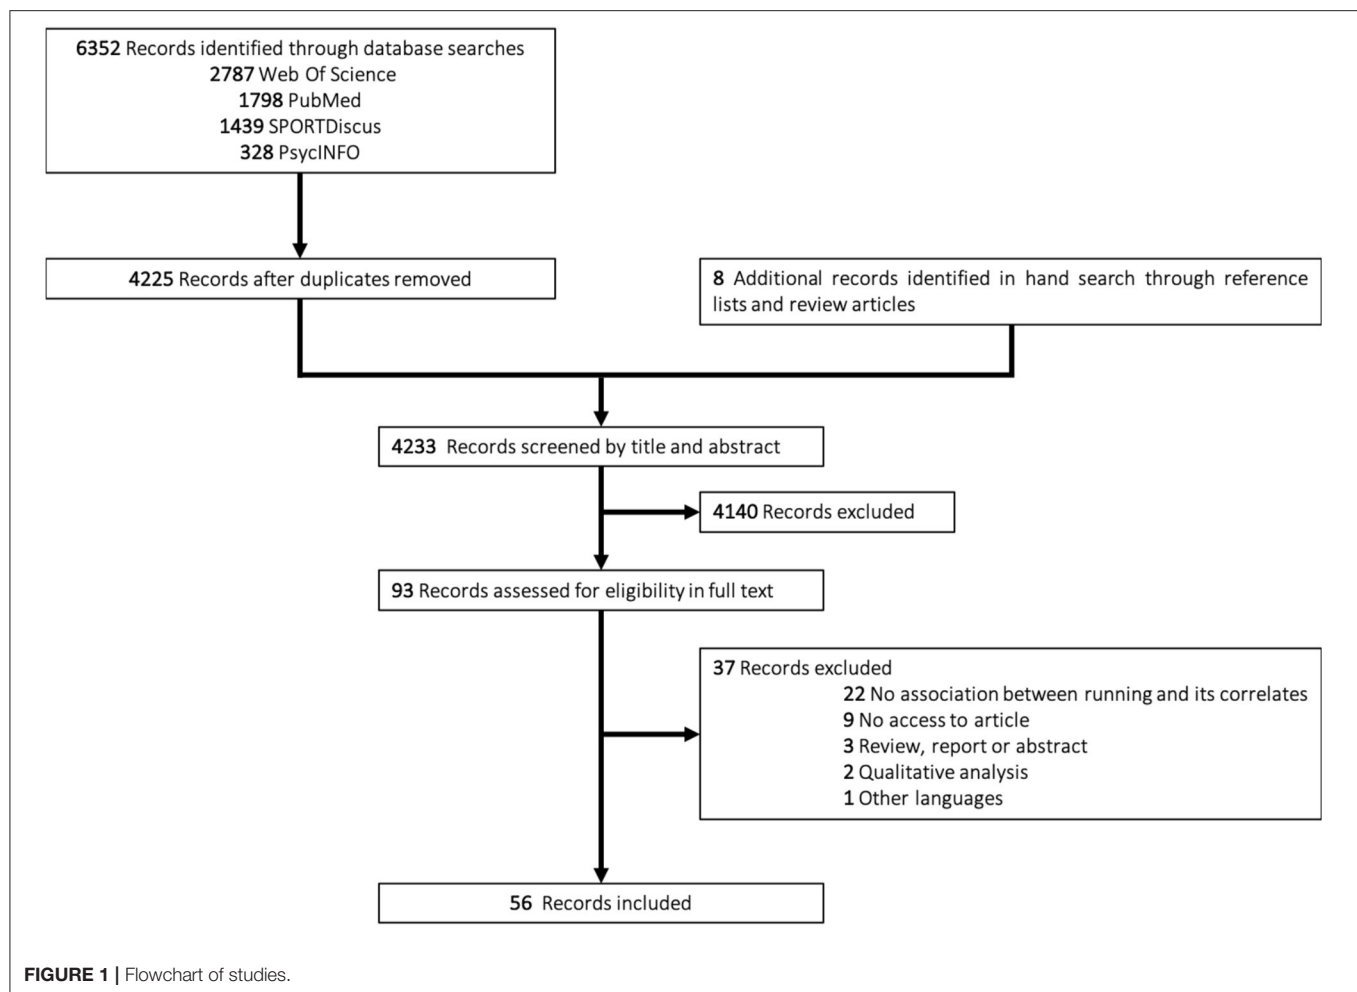 6352 Records identified through database searches
2787 Web Of Science
1798 PubMed
1439 SPORTDiscus
328 PsycINFO
4225 Records after duplicates removed
8 Additional records identified in hand search through reference
lists and review articles
4233 Records screened by title and abstract
4140 Records excluded
93 Records assessed for eligibility in full text
37 Records excluded
22 No association between running and its correlates
9 No access to article
3 Review, report or abstract
2 Qualitative analysis
1 Other languages
56 Records included
FIGURE 1 | Flowchart of studies.